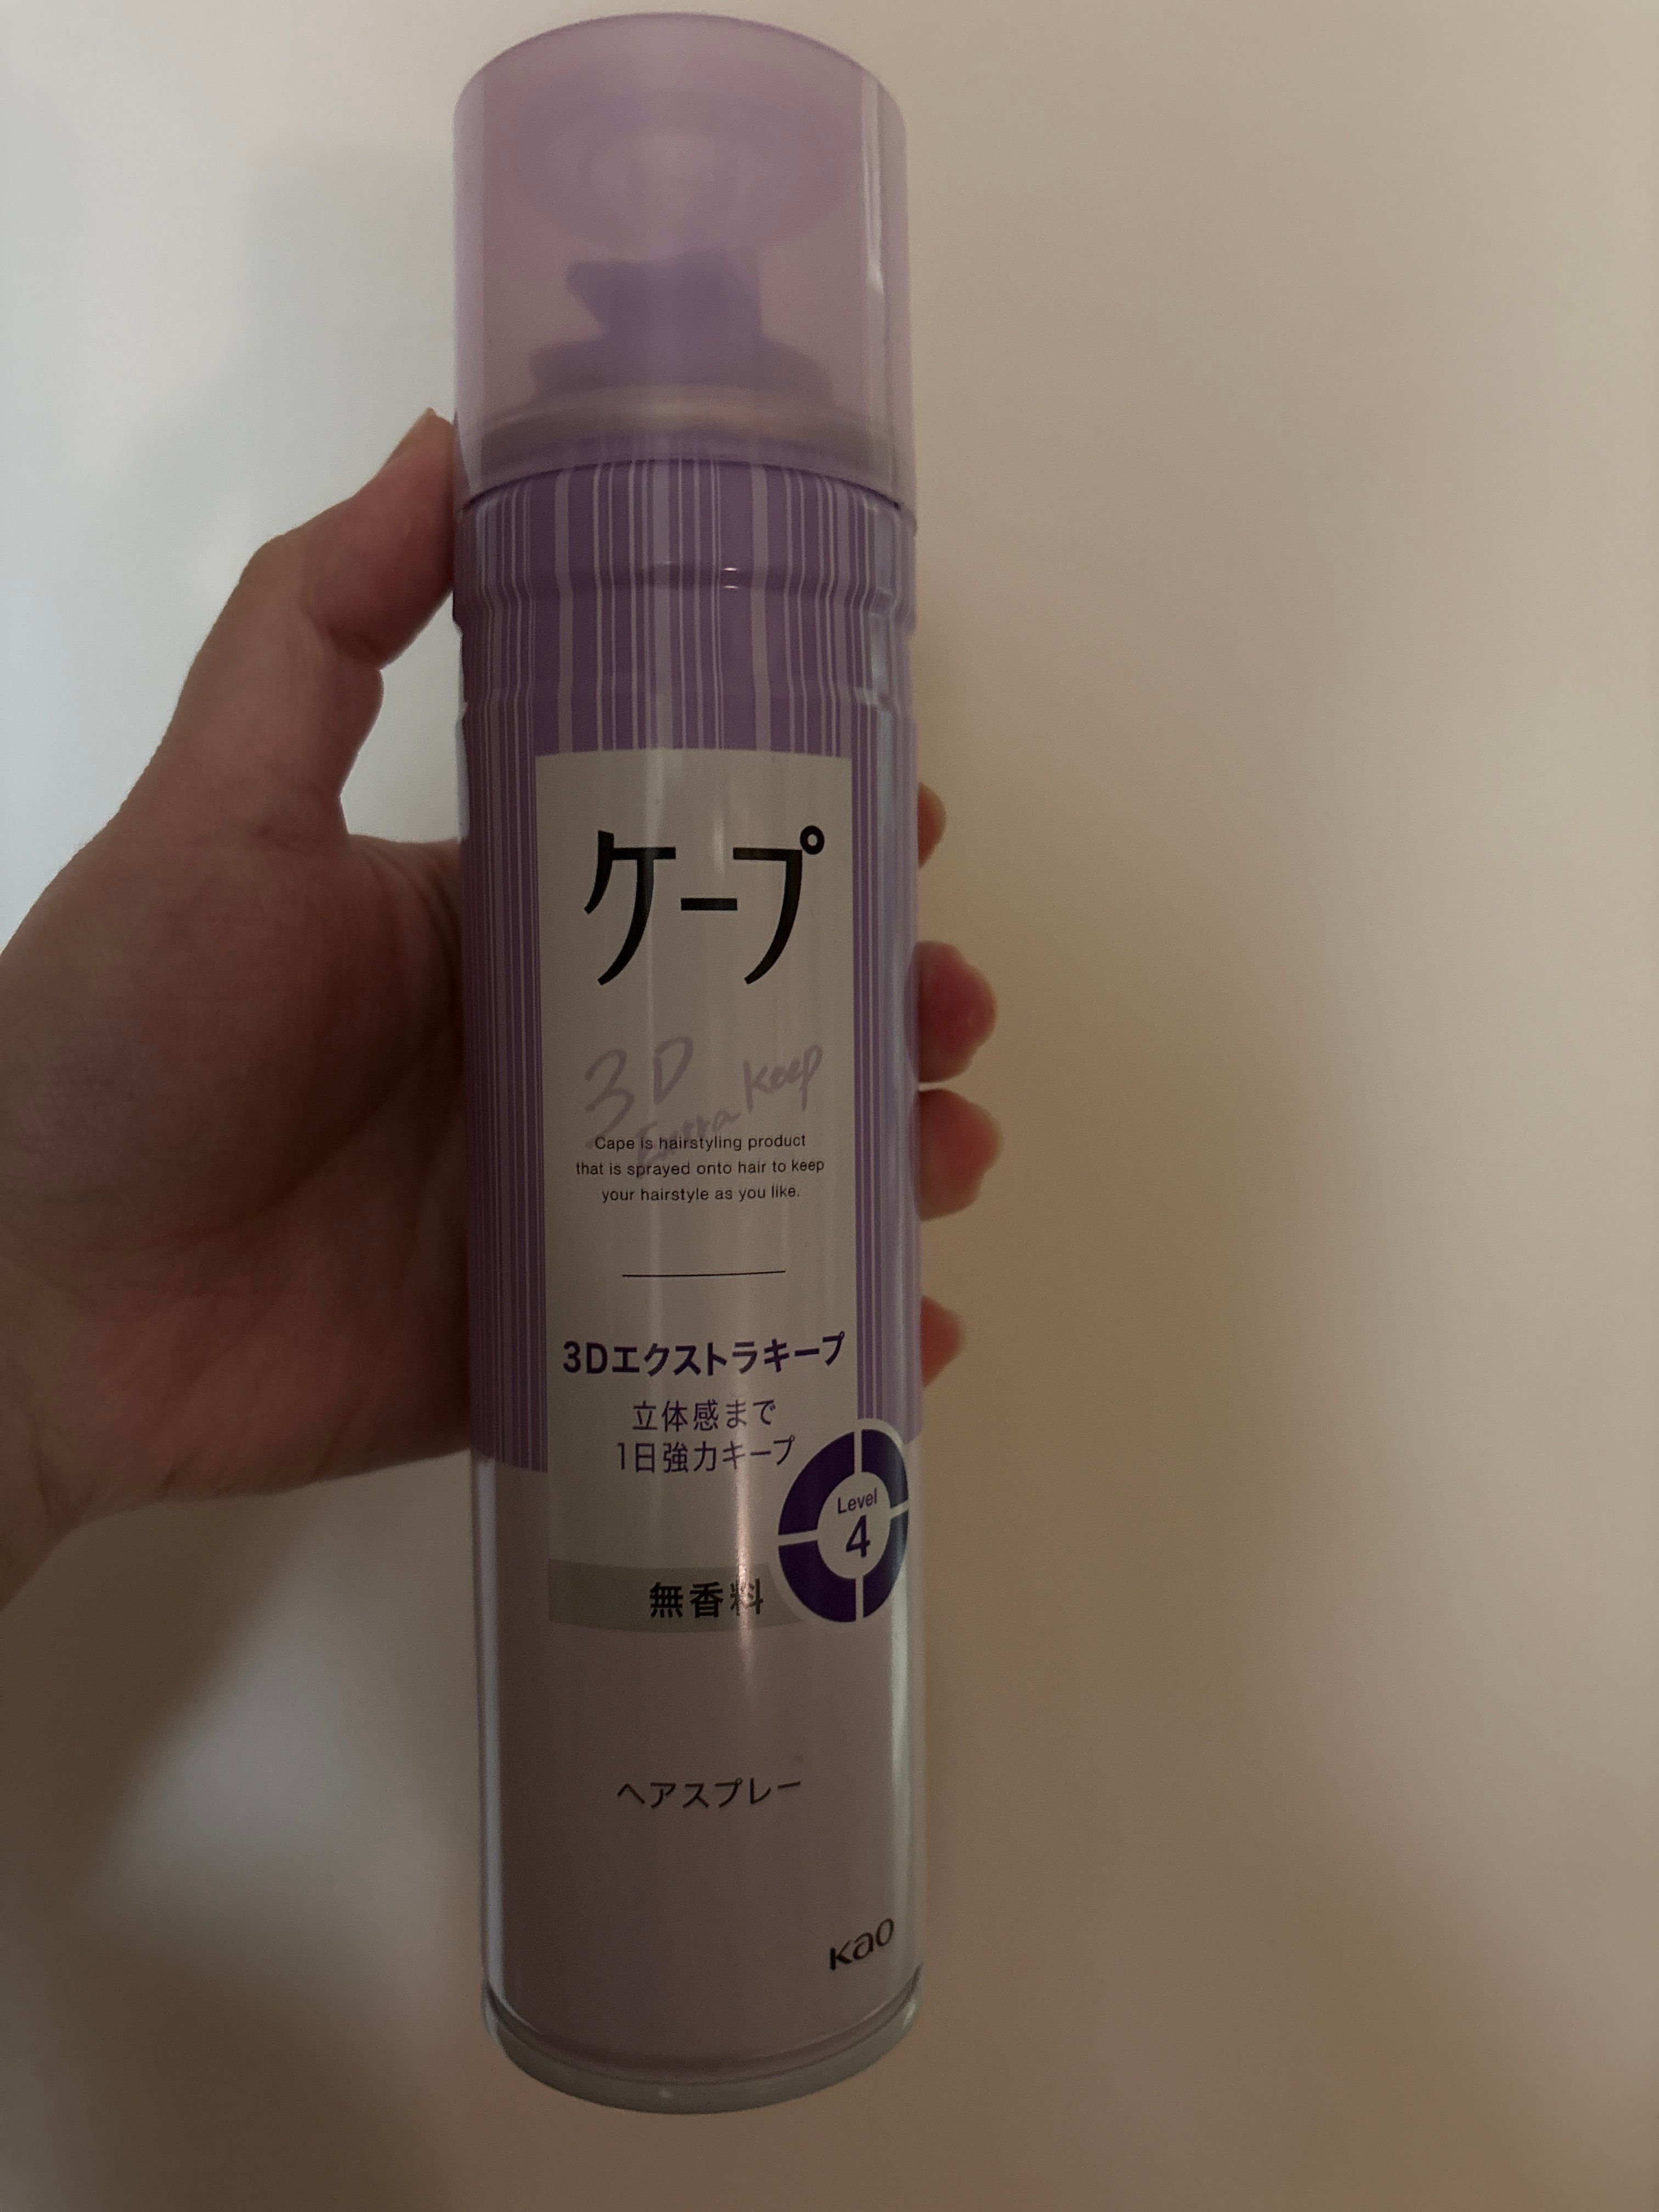 ケープ
3D
Extra Keep
Cape is hairstyling product
that is sprayed onto hair to keep
your hairstyle as you like.
3Dエクストラキープ
立体感まで
1日強力キープ
Level
4
無香料
ヘアスプレー
Kao